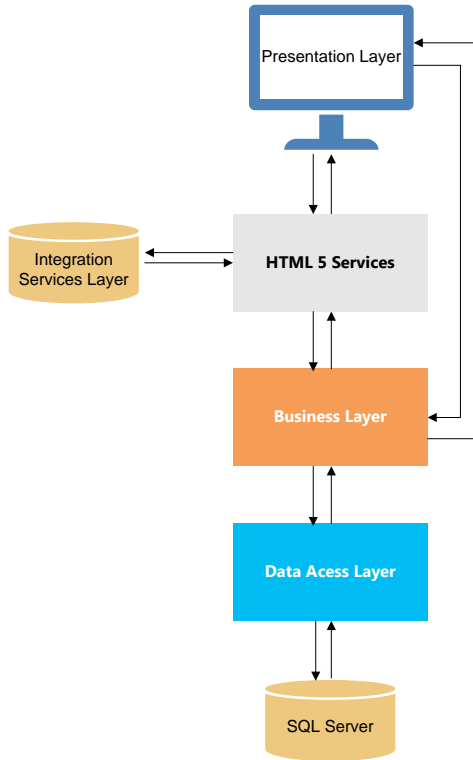 Presentation Layer
HTML 5 Services
Integration
Services Layer
Business Layer
Data Acess Layer
SQL Server